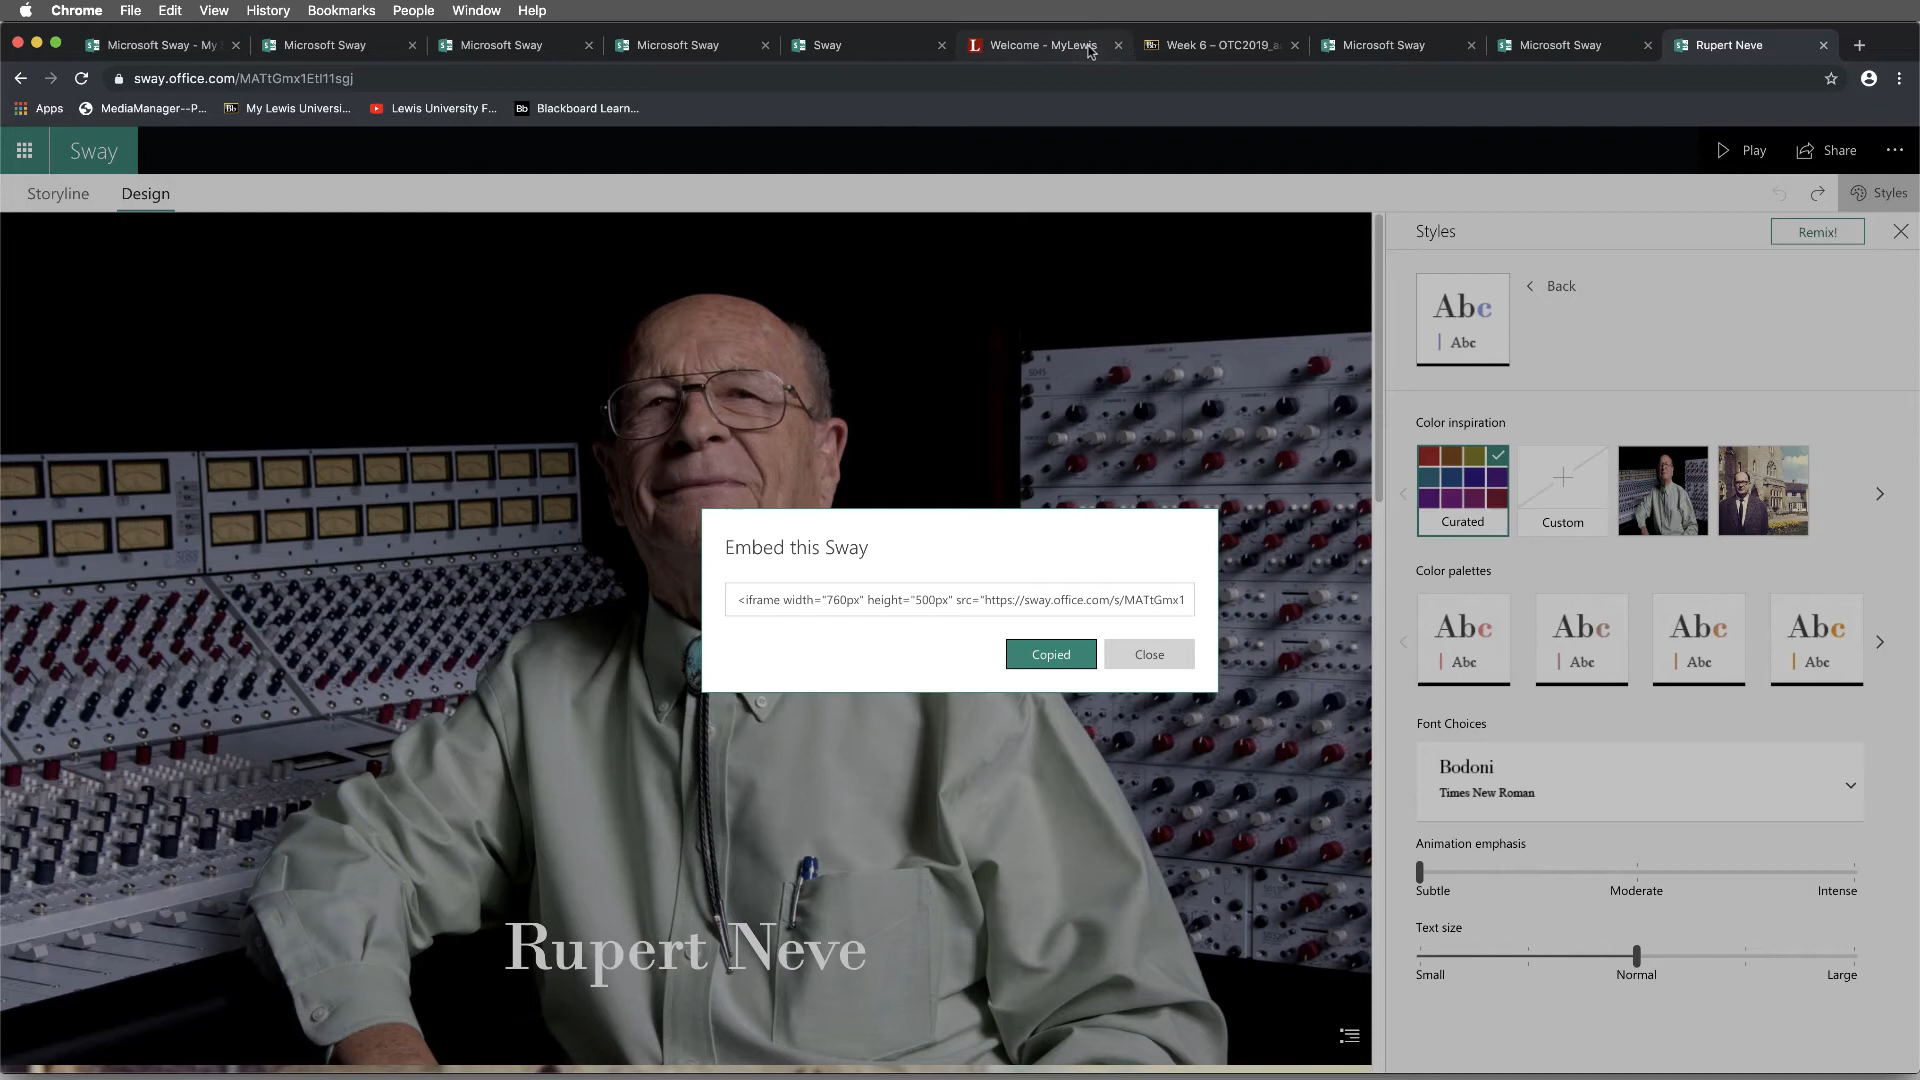 Chrome File Edit View History Bookmarks People Window Help
Microsoft Sway - My
Microsoft Sway
Microsoft Sway
Microsoft Sway
Sway
Welcome - MyLewis
Week 6 – OTC2019_a
Microsoft Sway
Microsoft Sway
Rupert Neve
sway.office.com/MATtGmx1EtI11sgj
Apps
MediaManager--P...
My Lewis Universi...
Lewis University F...
Bb Blackboard Learn...
Sway
Play
Share
Storyline
Design
Styles
Styles
Remix!
Abc
Abc
Back
Color inspiration
Curated
Custom
Embed this Sway
<iframe width="760px" height="500px" src="https://sway.office.com/s/MATtGmx1
Copied
Close
Color palettes
Abc Abc Abc Abc
Abc Abc Abc Abc
Font Choices
Bodoni
Times New Roman
Animation emphasis
Subtle Moderate Intense
Text size
Small Normal Large
Rupert Neve